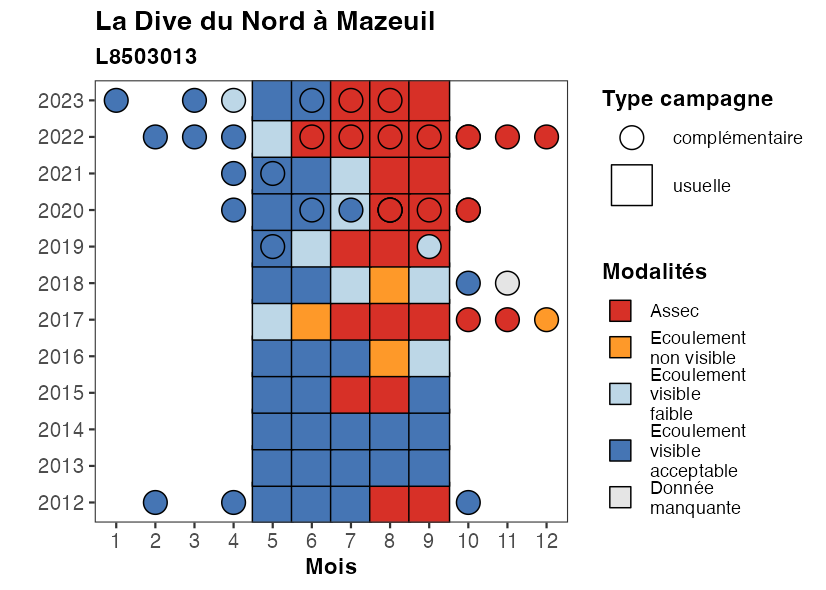 La Dive du Nord à Mazeuil
L8503013
2023
2022
2021
2020
2019
2018
2017
2016
2015
2014
2013
2012
1 2 3 4 5 6 7 8 9 10 11 12
Mois
Type campagne
complémentaire
usuelle
Modalités
Assec
Ecoulement
non visible
Ecoulement
visible
faible
Ecoulement
visible
acceptable
Donnée
manquante